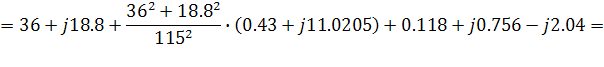 = 36 + j18.8 + (36² + 18.8²)/115² · (0.43 + j11.0205) + 0.118 + j0.756 − j2.04 =